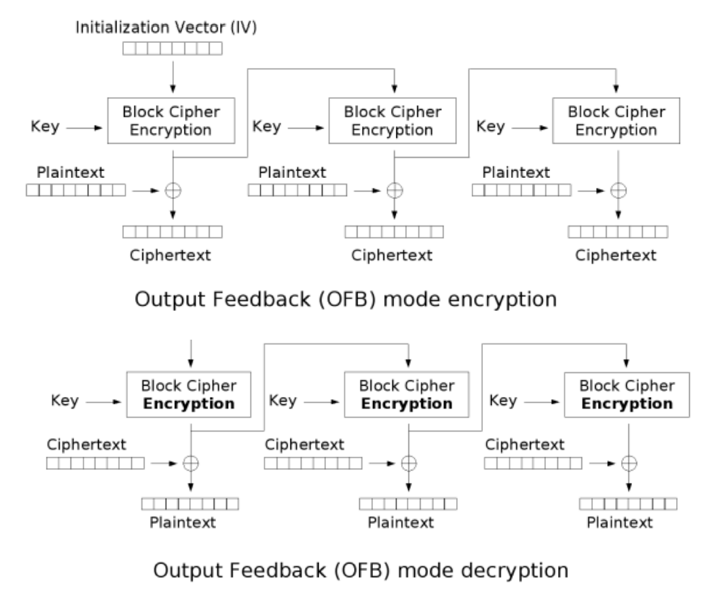 Initialization Vector (IV)
Block Cipher
Encryption
Block Cipher
Encryption
Block Cipher
Encryption
Key
Key
Key
Plaintext
Plaintext
Plaintext
Ciphertext
Ciphertext
Ciphertext
Output Feedback (OFB) mode encryption
Block Cipher
Encryption
Block Cipher
Encryption
Block Cipher
Encryption
Key
Key
Key
Ciphertext
Ciphertext
Ciphertext
Plaintext
Plaintext
Plaintext
Output Feedback (OFB) mode decryption